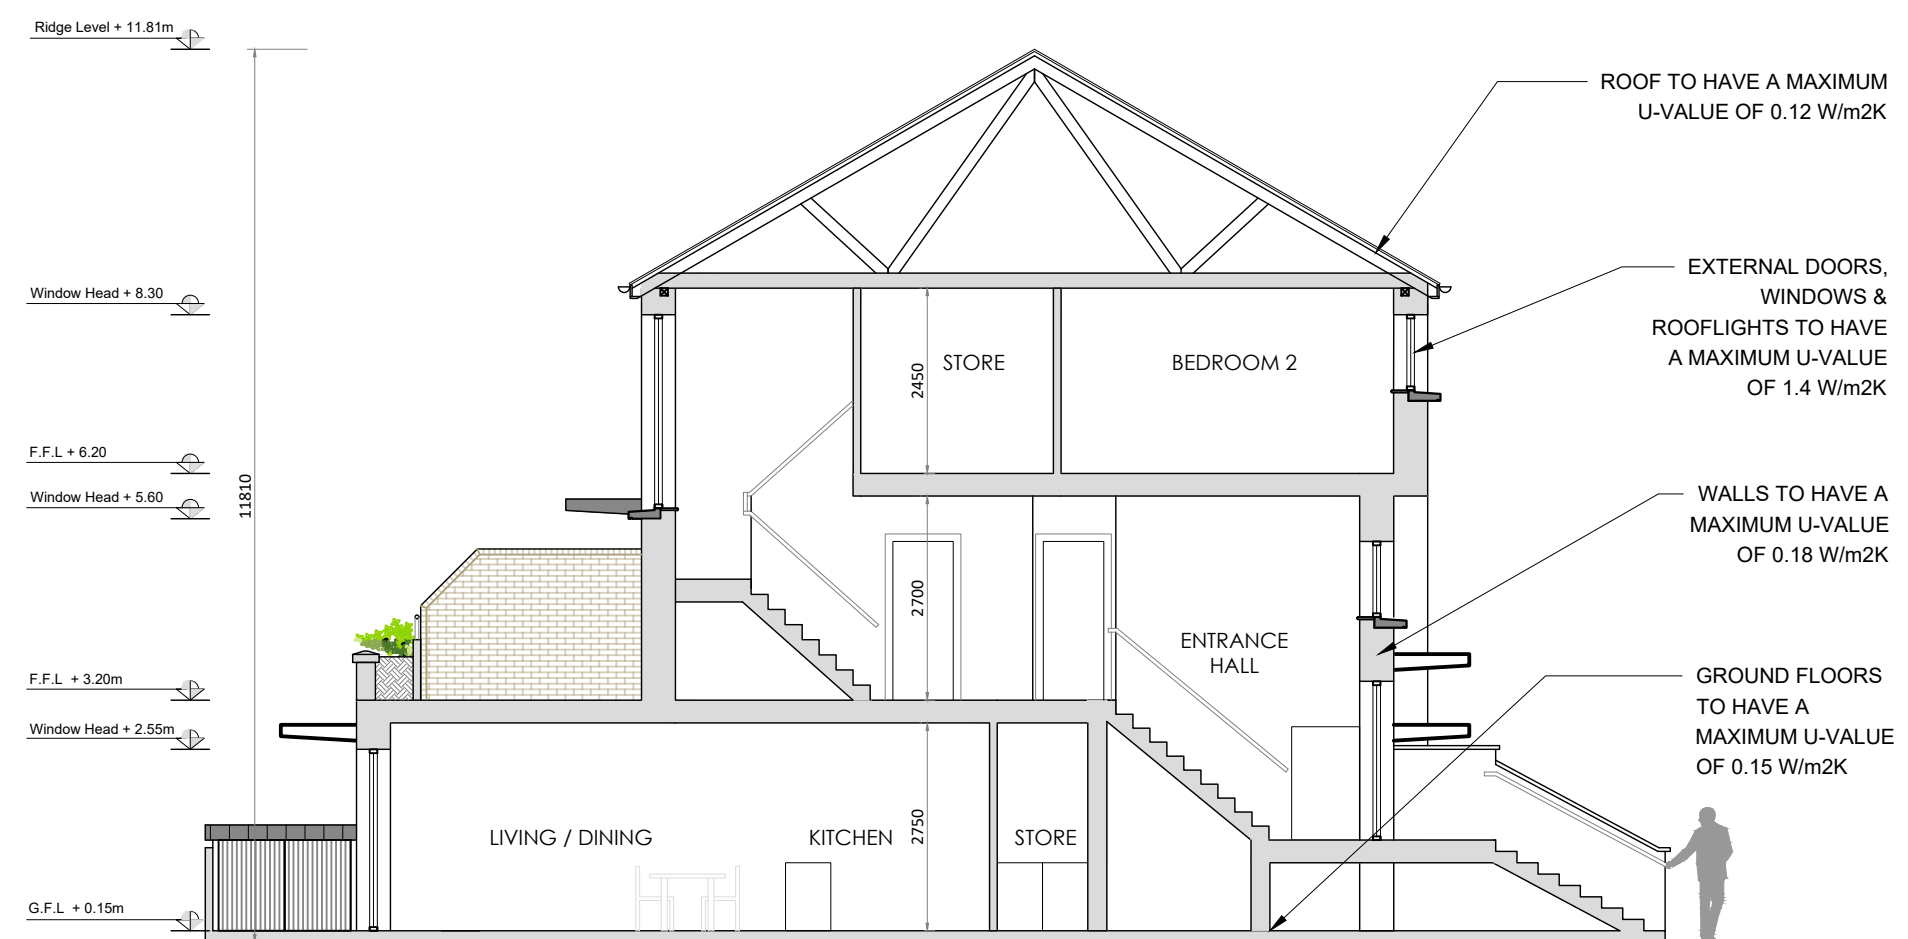 Ridge Level + 11.81m
Window Head + 8.30
F.F.L + 6.20
Window Head + 5.60
F.F.L + 3.20m
Window Head + 2.55m
G.F.L + 0.15m
11810
STORE
BEDROOM 2
2450
2700
ENTRANCE
HALL
LIVING / DINING
KITCHEN
2750
STORE
ROOF TO HAVE A MAXIMUM
U-VALUE OF 0.12 W/m2K
EXTERNAL DOORS,
WINDOWS &
ROOFLIGHTS TO HAVE
A MAXIMUM U-VALUE
OF 1.4 W/m2K
WALLS TO HAVE A
MAXIMUM U-VALUE
OF 0.18 W/m2K
GROUND FLOORS
TO HAVE A
MAXIMUM U-VALUE
OF 0.15 W/m2K